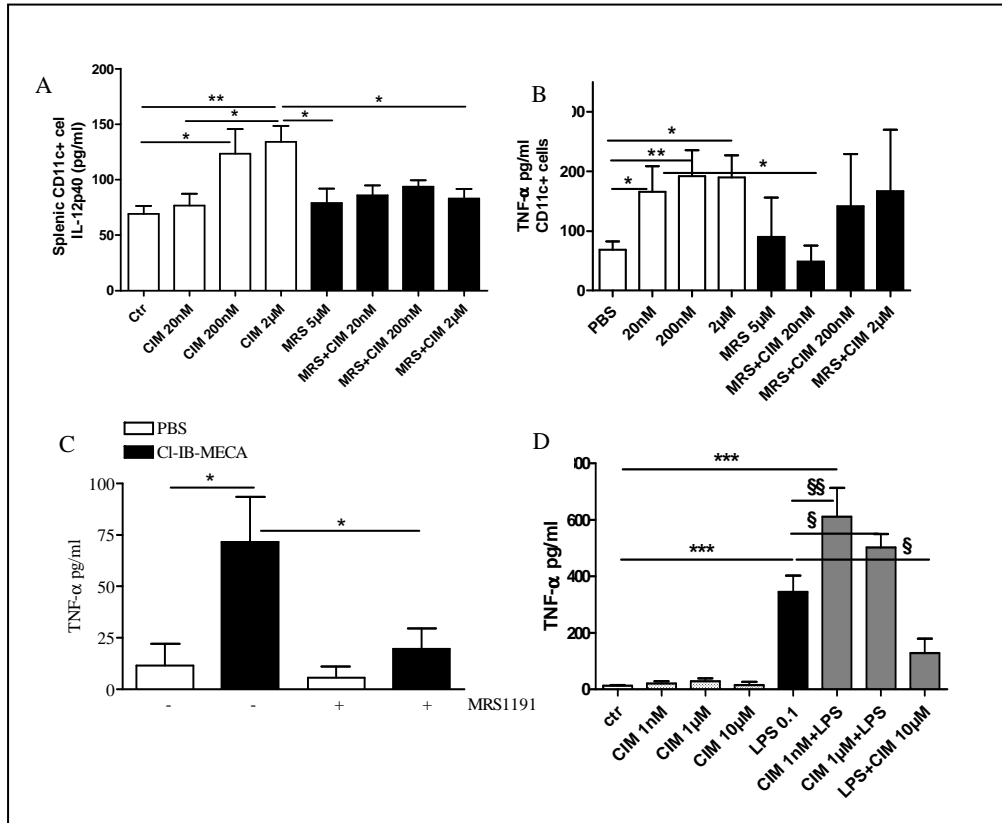 A
Splenic CD11c+ cel
IL-12p40 (pg/ml)
200
150
100
50
0
**
*
*
*
*
Ctr
CIM 20nM
CIM 200nM
CIM 2µM
MRS 5µM
MRS+CIM 20nM
MRS+CIM 200nM
MRS+CIM 2µM
B
TNF-α pg/ml
CD11c+ cells
00
200
100
0
*
**
*
*
PBS
20nM
200nM
2µM
MRS 5µM
MRS+CIM 20nM
MRS+CIM 200nM
MRS+CIM 2µM
C
PBS
Cl-IB-MECA
TNF-α pg/ml
100
75
50
25
0
*
*
- - + + MRS1191
D
TNF-α pg/ml
00
600
400
200
0
***
§§
§
***
§
ctr
CIM 1nM
CIM 1µM
CIM 10µM
LPS 0.1
CIM 1nM+LPS
CIM 1µM+LPS
LPS+CIM 10µM